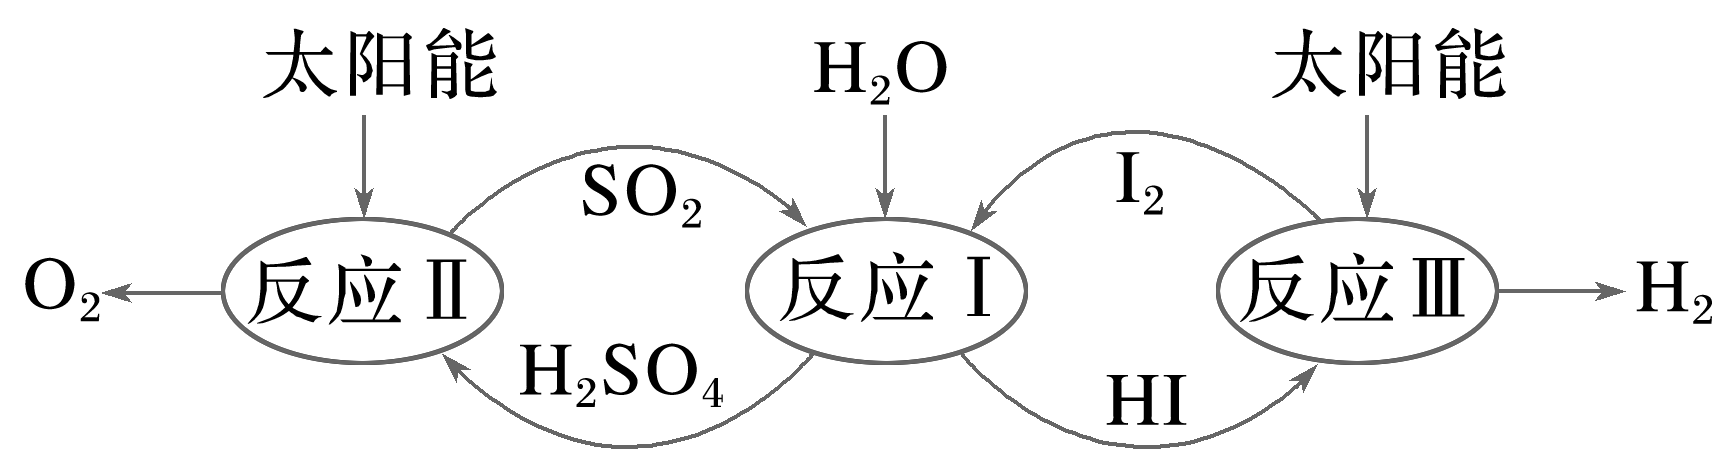 太阳能 H₂O 太阳能
SO₂ I₂
O₂ 反应Ⅱ 反应Ⅰ 反应Ⅲ H₂
H₂SO₄ HI